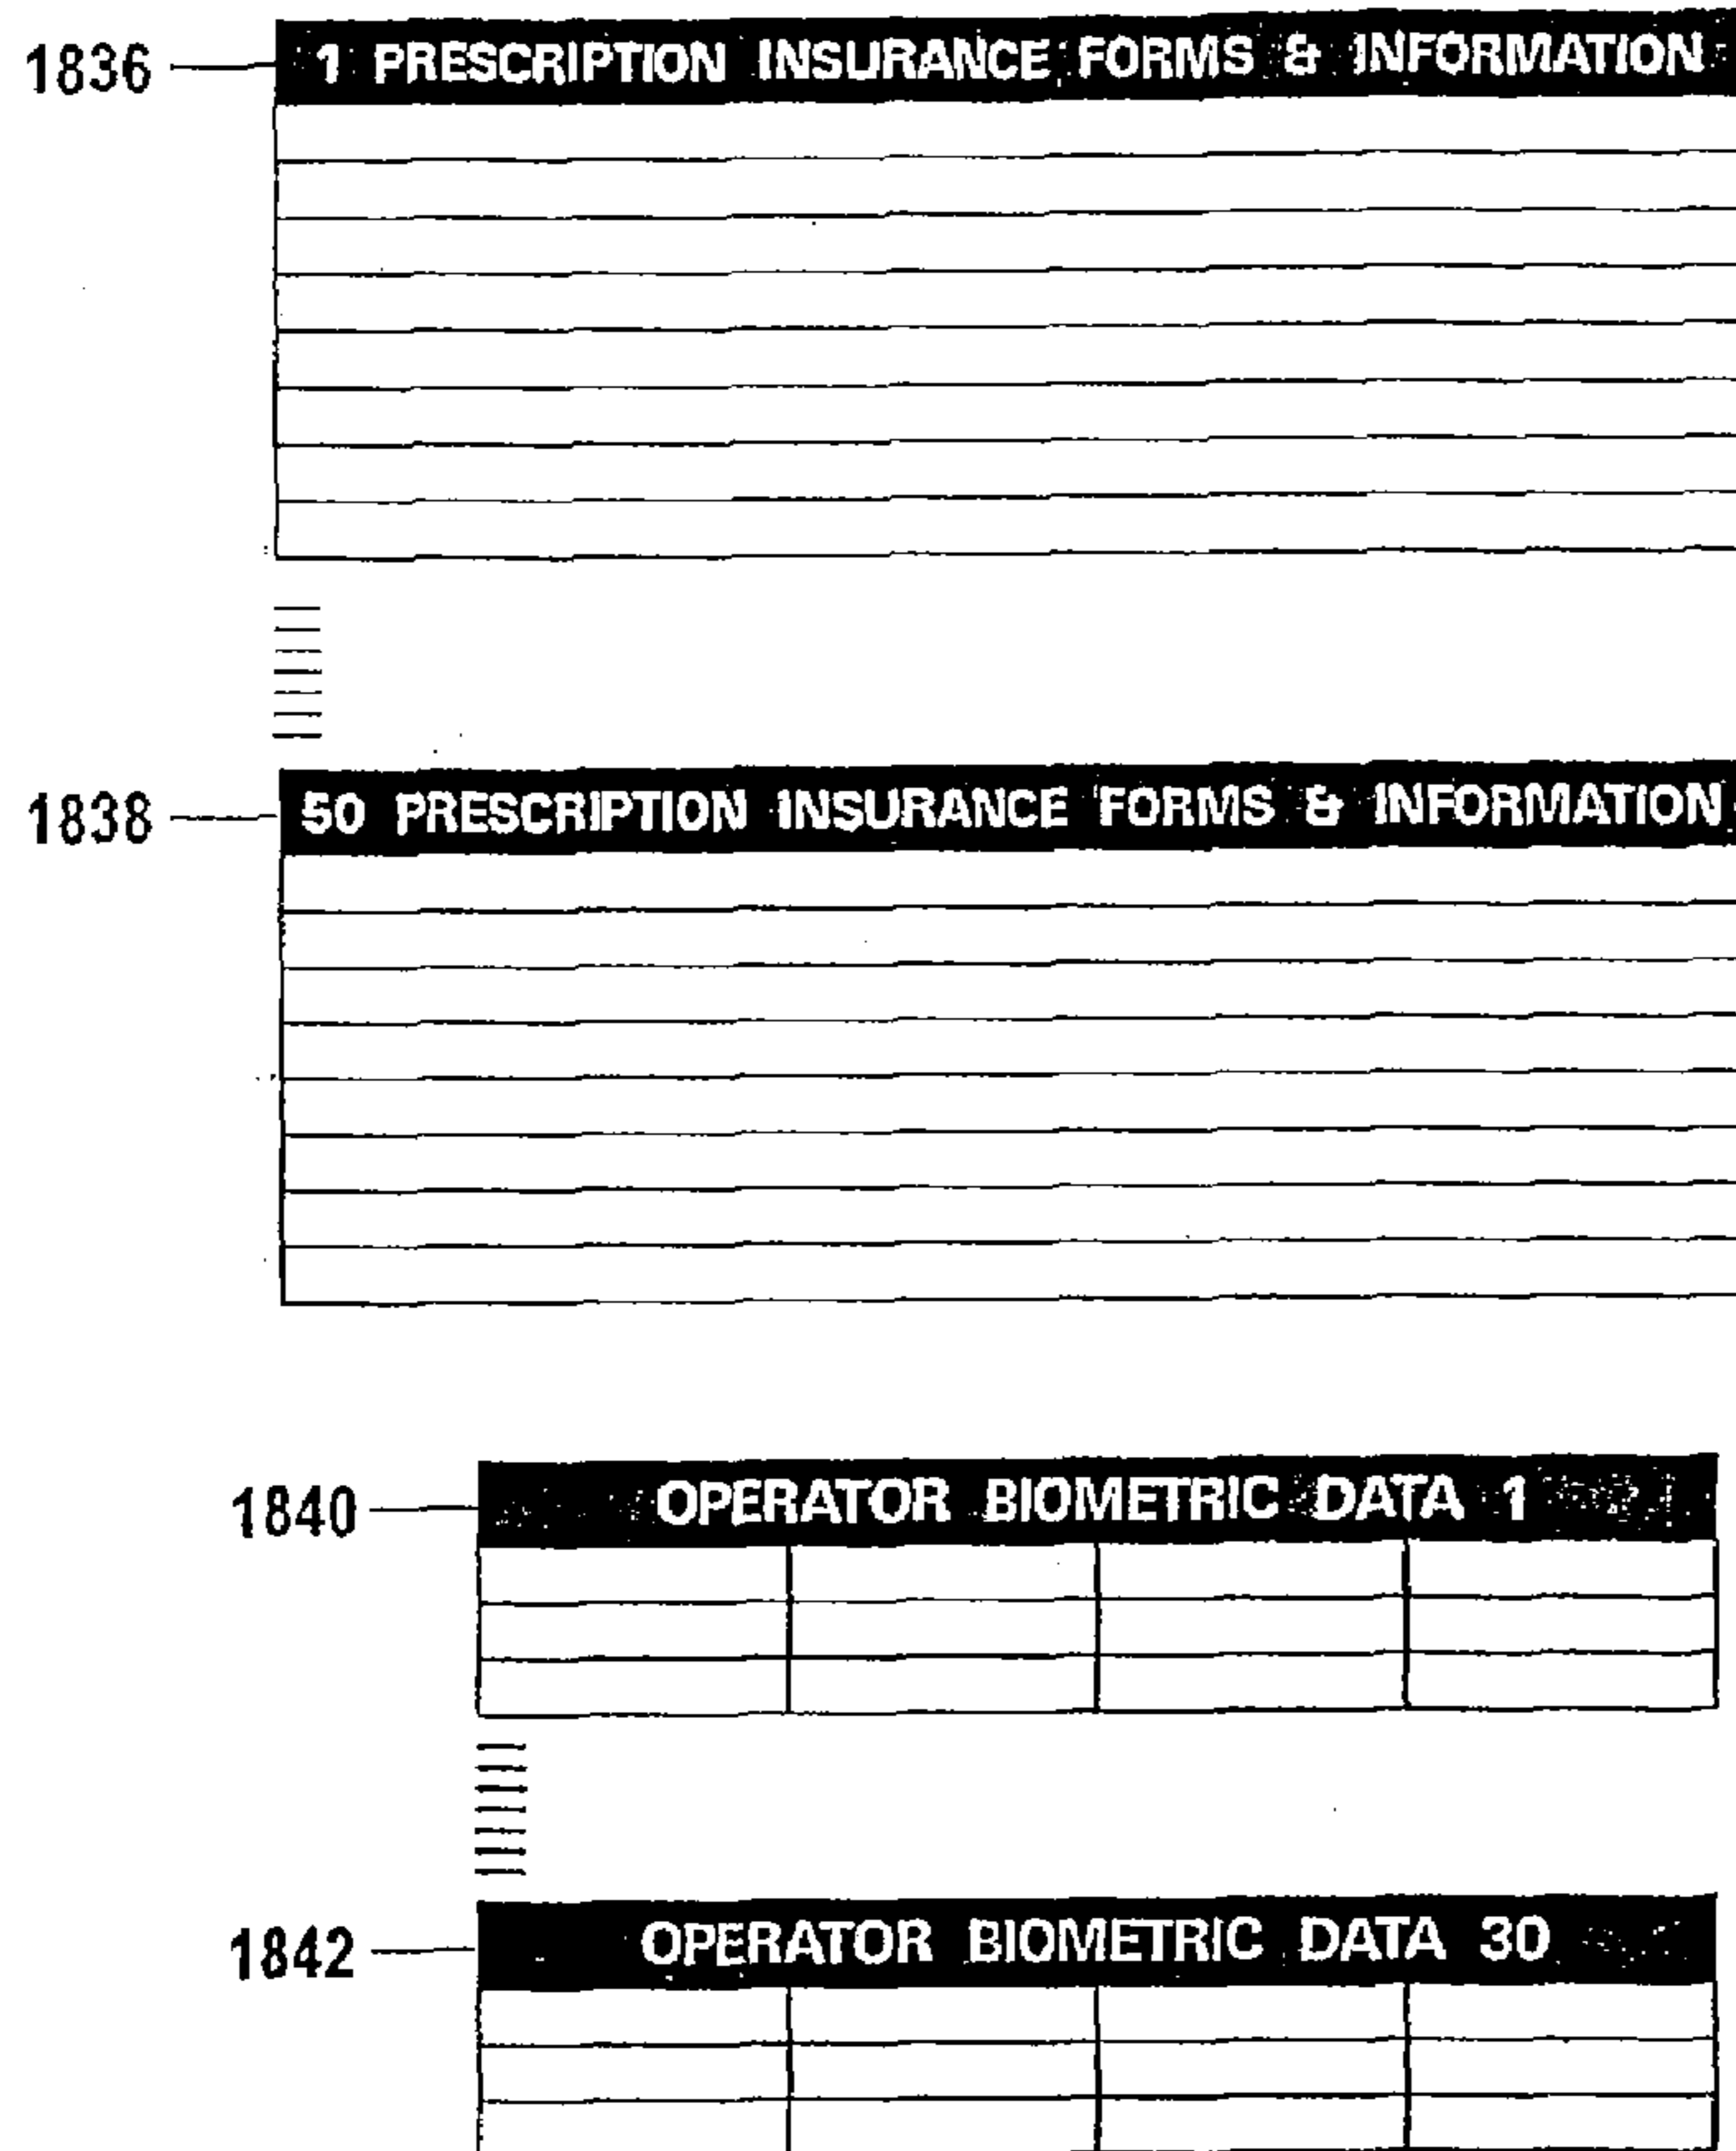 1836 1 PRESCRIPTION INSURANCE FORMS & INFORMATION
1838 50 PRESCRIPTION INSURANCE FORMS & INFORMATION
1840 OPERATOR BIOMETRIC DATA 1
1842 OPERATOR BIOMETRIC DATA 30